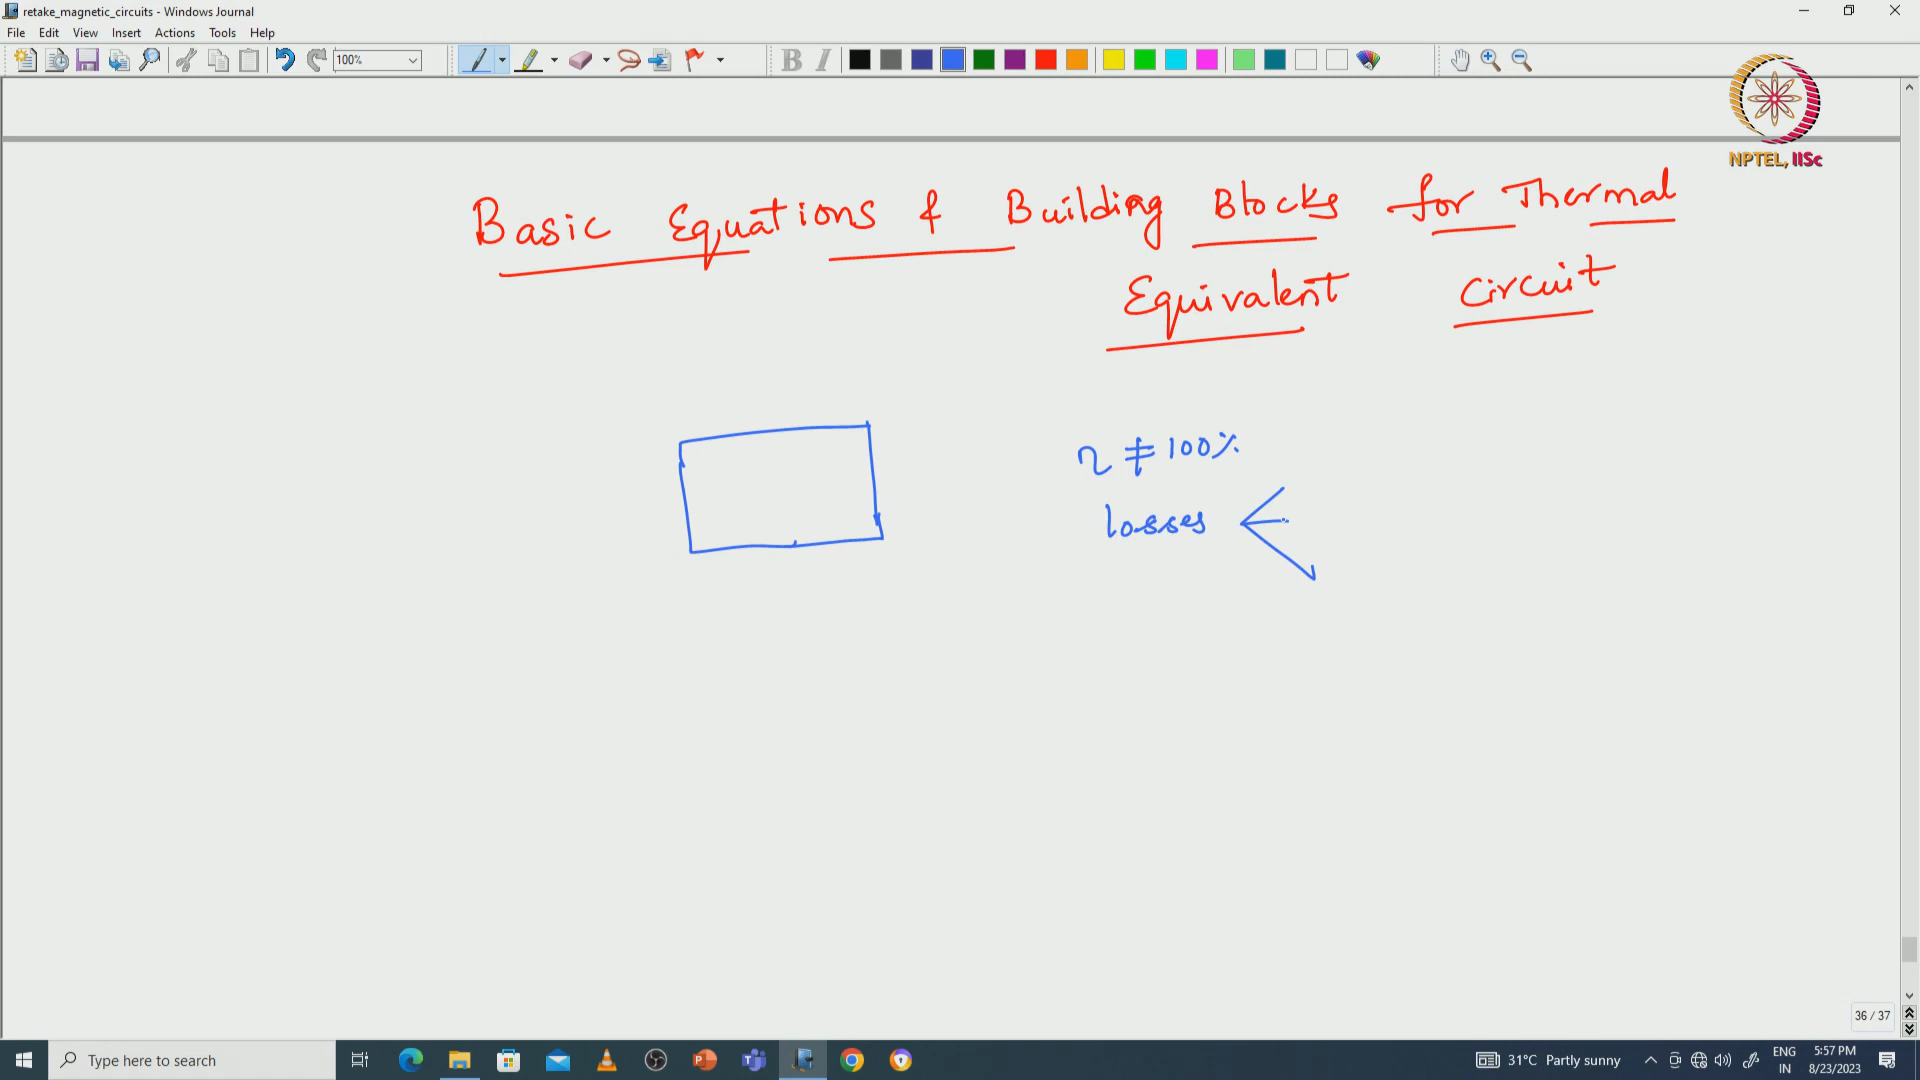 retake_magnetic_circuits - Windows Journal
File Edit View Insert Actions Tools Help
100%
B I
NPTEL, IISc
Basic Equations & Building Blocks for Thermal
Equivalent Circuit
η ≠ 100%
losses
36 / 37
Type here to search
31°C Partly sunny
ENG
IN
5:57 PM
8/23/2023